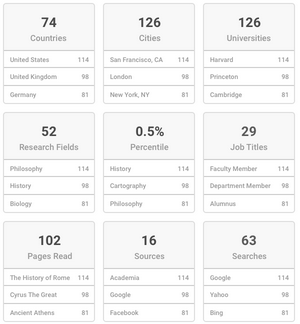 74
Countries
United States 114
United Kingdom 98
Germany 81
126
Cities
San Francisco, CA 114
London 98
New York, NY 81
126
Universities
Harvard 114
Princeton 98
Cambridge 81
52
Research Fields
Philosophy 114
History 98
Biology 81
0.5%
Percentile
History 114
Cartography 98
Philosophy 81
29
Job Titles
Faculty Member 114
Department Member 98
Alumnus 81
102
Pages Read
The History of Rome 114
Cyrus The Great 98
Ancient Athens 81
16
Sources
Academia 114
Google 98
Facebook 81
63
Searches
Google 114
Yahoo 98
Bing 81